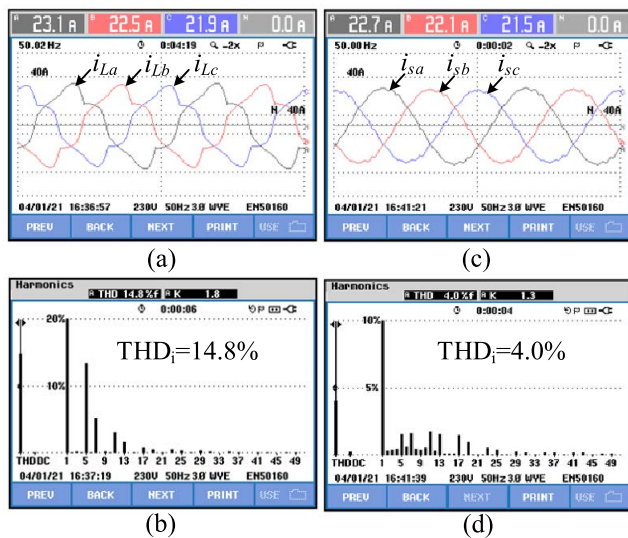 A 23.1 A B 22.5 A C 21.9 A N 0.0 A
50.02 Hz 0:04:19 -2x P
40A iLa iLb iLc
N 40A
04/01/21 16:36:57 230V 50Hz 3.0 WYE EN50160
PREV BACK NEXT PRINT USE
(a)
A 22.7 A B 22.1 A C 21.5 A N 0.0 A
50.00 Hz 0:00:02 -2x P
40A isa isb isc
N 40A
04/01/21 16:41:21 230V 50Hz 3.0 WYE EN50160
PREV BACK NEXT PRINT USE
(c)
Harmonics
A THD 14.8%f A K 1.8
0:00:06 P
20%
THDi=14.8%
10%
THDDC 1 5 9 13 17 21 25 29 33 37 41 45 49
04/01/21 16:37:19 230V 50Hz 3.0 WYE EN50160
PREV BACK NEXT PRINT USE
(b)
Harmonics
A THD 4.0%f A K 1.3
0:00:04 P
10%
THDi=4.0%
5%
THDDC 1 5 9 13 17 21 25 29 33 37 41 45 49
04/01/21 16:41:39 230V 50Hz 3.0 WYE EN50160
PREV BACK NEXT PRINT USE
(d)